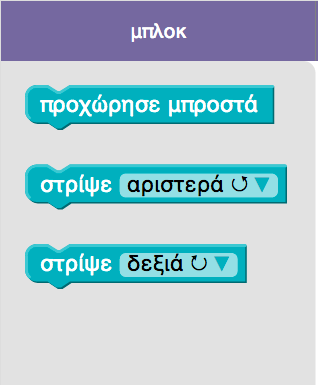 μπλοκ
προχώρησε μπροστά
στρίψε αριστερά ↺ ▼
στρίψε δεξιά ↻ ▼